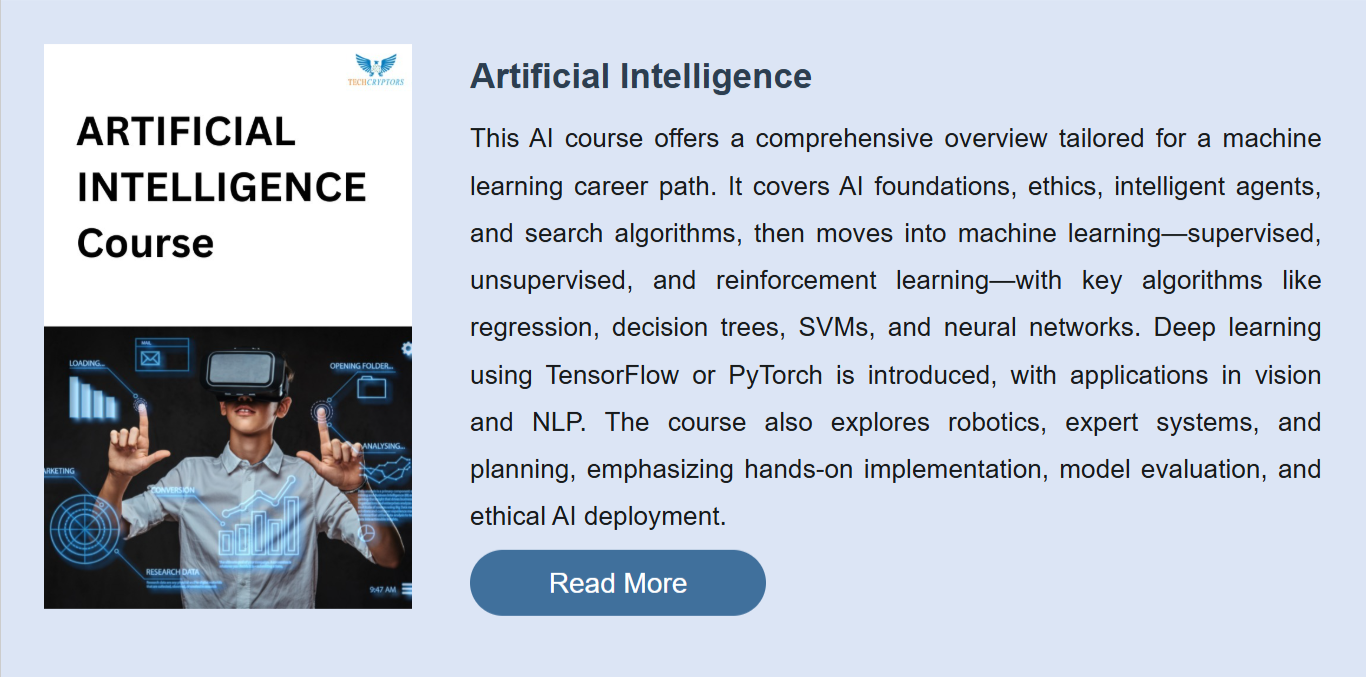 TECHCRYPTORS
ARTIFICIAL
INTELLIGENCE
Course
MAIL
LOADING...
OPENING FOLDER...
ANALYSING...
ARKETING
CONVERSION
RESEARCH DATA
9:47 AM
Artificial Intelligence
This AI course offers a comprehensive overview tailored for a machine
learning career path. It covers AI foundations, ethics, intelligent agents,
and search algorithms, then moves into machine learning—supervised,
unsupervised, and reinforcement learning—with key algorithms like
regression, decision trees, SVMs, and neural networks. Deep learning
using TensorFlow or PyTorch is introduced, with applications in vision
and NLP. The course also explores robotics, expert systems, and
planning, emphasizing hands-on implementation, model evaluation, and
ethical AI deployment.
Read More